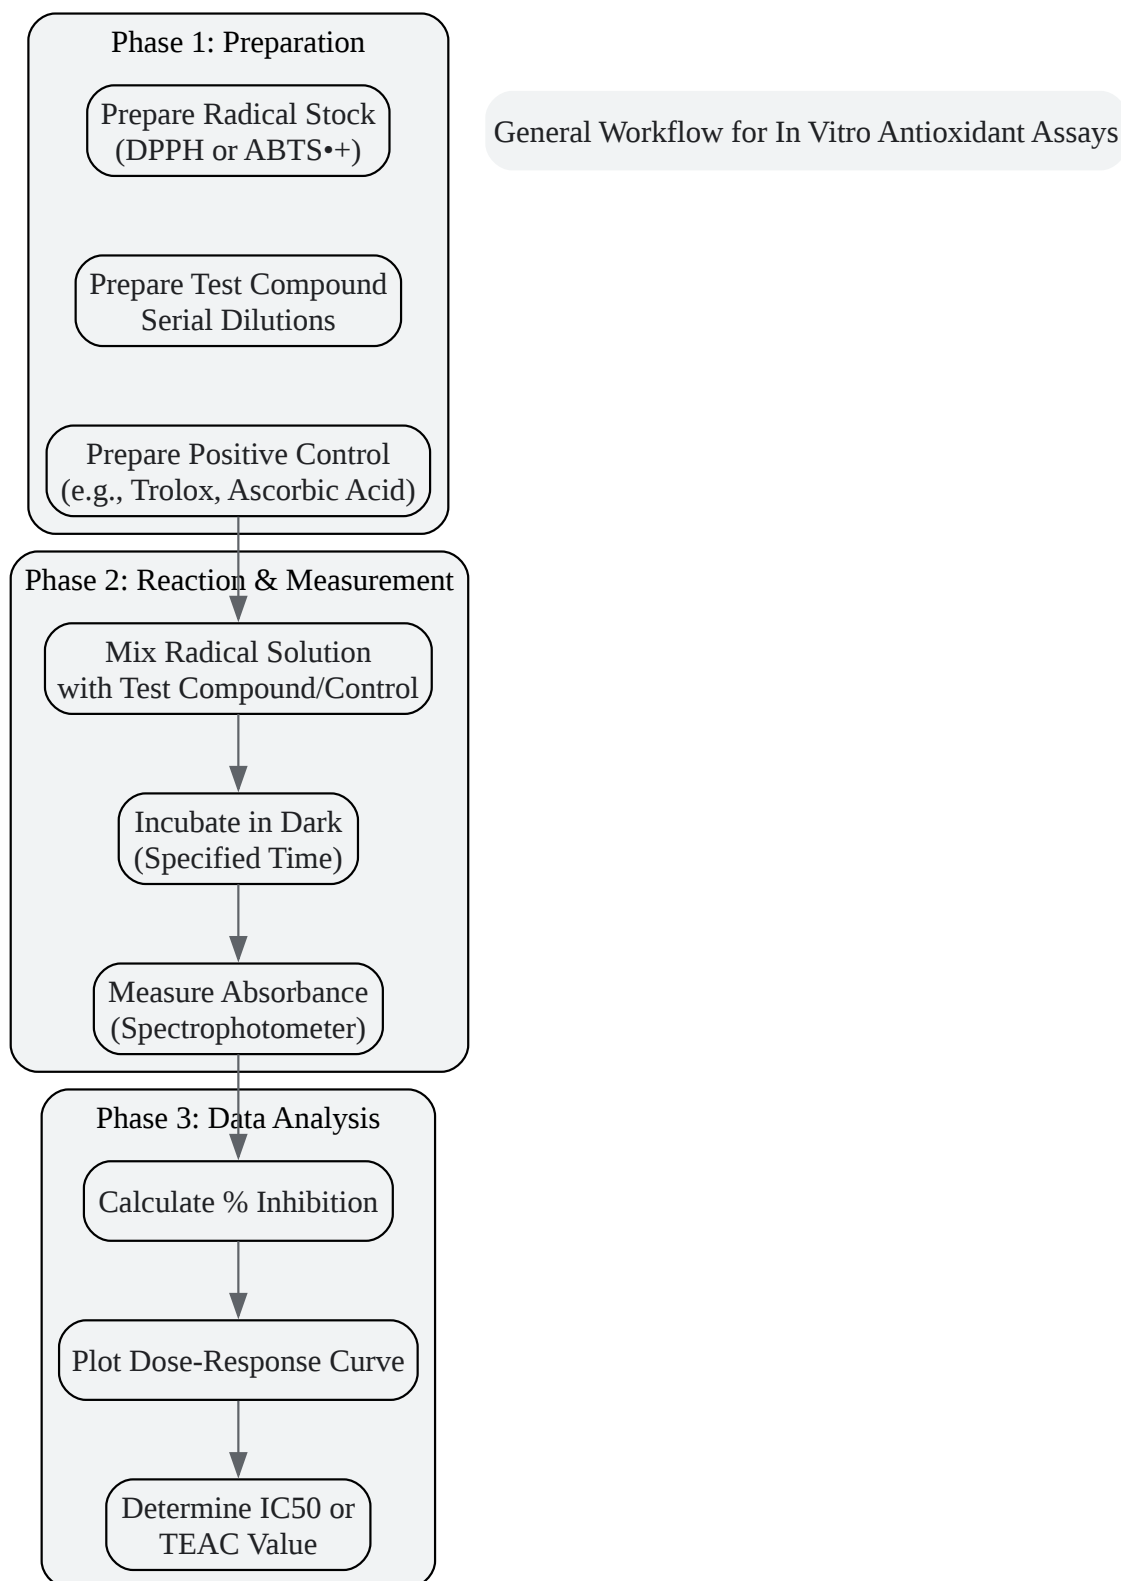 Phase 1: Preparation
Prepare Radical Stock
(DPPH or ABTS•+)
General Workflow for In Vitro Antioxidant Assays
Prepare Test Compound
Serial Dilutions
Prepare Positive Control
(e.g., Trolox, Ascorbic Acid)
Phase 2: Reaction & Measurement
Mix Radical Solution
with Test Compound/Control
Incubate in Dark
(Specified Time)
Measure Absorbance
(Spectrophotometer)
Phase 3: Data Analysis
Calculate % Inhibition
Plot Dose-Response Curve
Determine IC50 or
TEAC Value